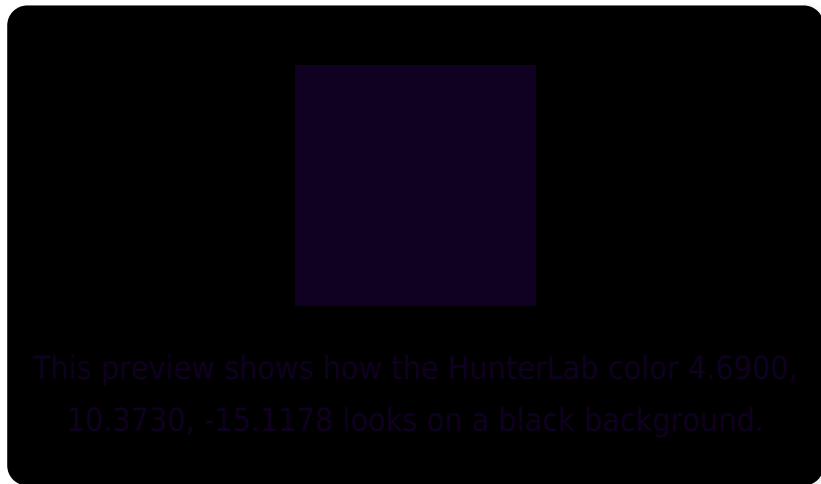 This preview shows how the HunterLab color 4.6900,
10.3730, -15.1178 looks on a black background.